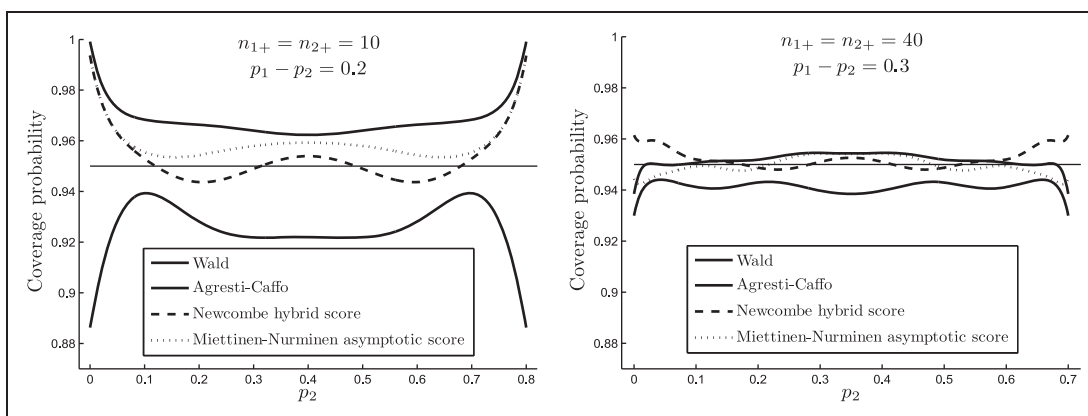 n₁₊ = n₂₊ = 10
p₁ − p₂ = 0.2
Coverage probability
1
0.98
0.96
0.94
0.92
0.9
0.88
Wald
Agresti-Caffo
Newcombe hybrid score
Miettinen-Nurminen asymptotic score
0 0.1 0.2 0.3 0.4 0.5 0.6 0.7 0.8
p₂
n₁₊ = n₂₊ = 40
p₁ − p₂ = 0.3
Coverage probability
1
0.98
0.96
0.94
0.92
0.9
0.88
Wald
Agresti-Caffo
Newcombe hybrid score
Miettinen-Nurminen asymptotic score
0 0.1 0.2 0.3 0.4 0.5 0.6 0.7
p₂